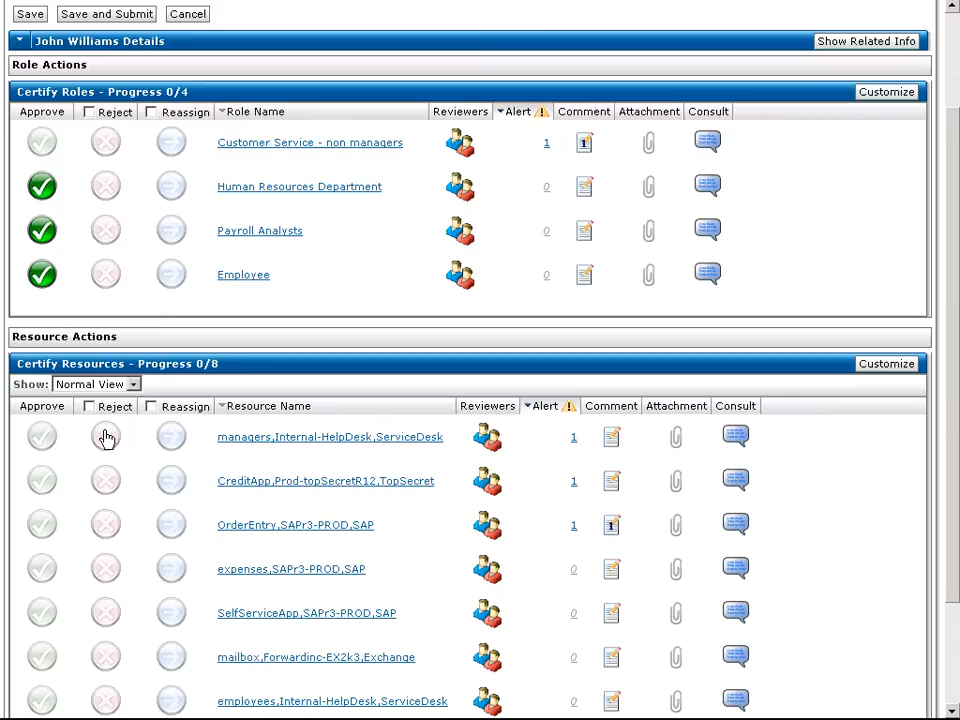 Save Save and Submit Cancel
John Williams Details Show Related Info
Role Actions
Certify Roles - Progress 0/4 Customize
Approve Reject Reassign Role Name Reviewers Alert Comment Attachment Consult
Customer Service - non managers 1 1
Human Resources Department 0
Payroll Analysts 0
Employee 0
Resource Actions
Certify Resources - Progress 0/8 Customize
Show: Normal View
Approve Reject Reassign Resource Name Reviewers Alert Comment Attachment Consult
managers,Internal-HelpDesk,ServiceDesk 1
CreditApp,Prod-topSecretR12,TopSecret 1
OrderEntry,SAPr3-PROD,SAP 1 1
expenses,SAPr3-PROD,SAP 0
SelfServiceApp,SAPr3-PROD,SAP 0
mailbox,Forwardinc-EX2k3,Exchange 0
employees,Internal-HelpDesk,ServiceDesk 0